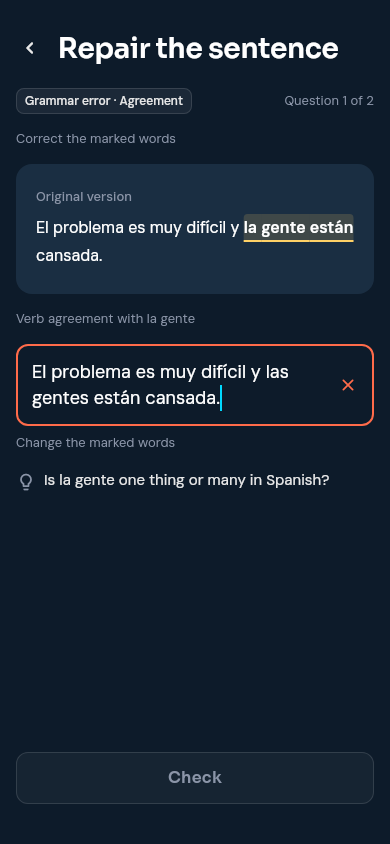 Repair the sentence
Grammar error · Agreement
Question 1 of 2
Correct the marked words
Original version
El problema es muy difícil y la gente están
cansada.
Verb agreement with la gente
El problema es muy difícil y las
gentes están cansada.
Change the marked words
Is la gente one thing or many in Spanish?
Check